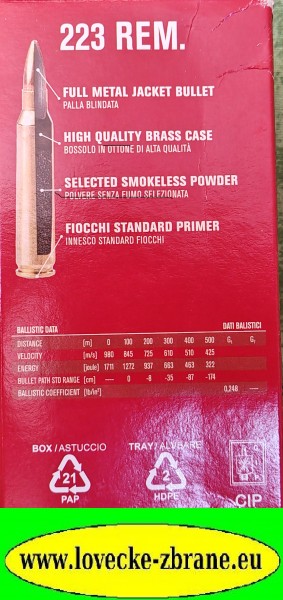 223 REM.
FULL METAL JACKET BULLET
PALLA BLINDATA
HIGH QUALITY BRASS CASE
BOSSOLO IN OTTONE DI ALTA QUALITÀ
SELECTED SMOKELESS POWDER
POLVERE SENZA FUMO SELEZIONATA
FIOCCHI STANDARD PRIMER
INNESCO STANDARD FIOCCHI
BALLISTIC DATA DATI BALISTICI
DISTANCE [m] 0 100 200 300 400 500 G₁ G₇
VELOCITY [m/s] 980 845 725 610 510 425
ENERGY [joule] 1711 1272 937 663 463 322
BULLET PATH STD RANGE [cm] — 0 -8 -35 -87 -174
BALLISTIC COEFFICIENT [lb/in²] 0,248 —
BOX / ASTUCCIO TRAY / ALVEARE
21 2
PAP HDPE
CIP
www.lovecke-zbrane.eu